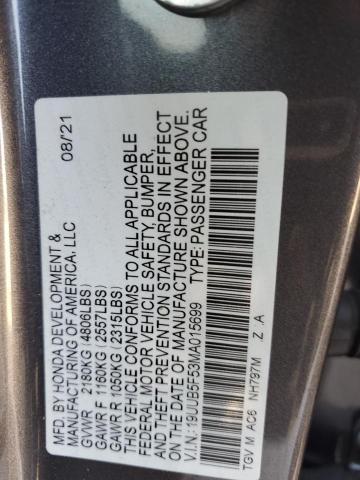 MFD. BY HONDA DEVELOPMENT & 08/21
MANUFACTURING OF AMERICA, LLC
GVWR 2180KG (4806LBS)
GAWR F 1160KG (2557LBS)
GAWR R 1050KG (2315LBS)
THIS VEHICLE CONFORMS TO ALL APPLICABLE
FEDERAL MOTOR VEHICLE SAFETY, BUMPER,
AND THEFT PREVENTION STANDARDS IN EFFECT
ON THE DATE OF MANUFACTURE SHOWN ABOVE.
V.I.N.: 19UUB5F53MA015699 TYPE: PASSENGER CAR
TGV M AC6 NH797M Z A